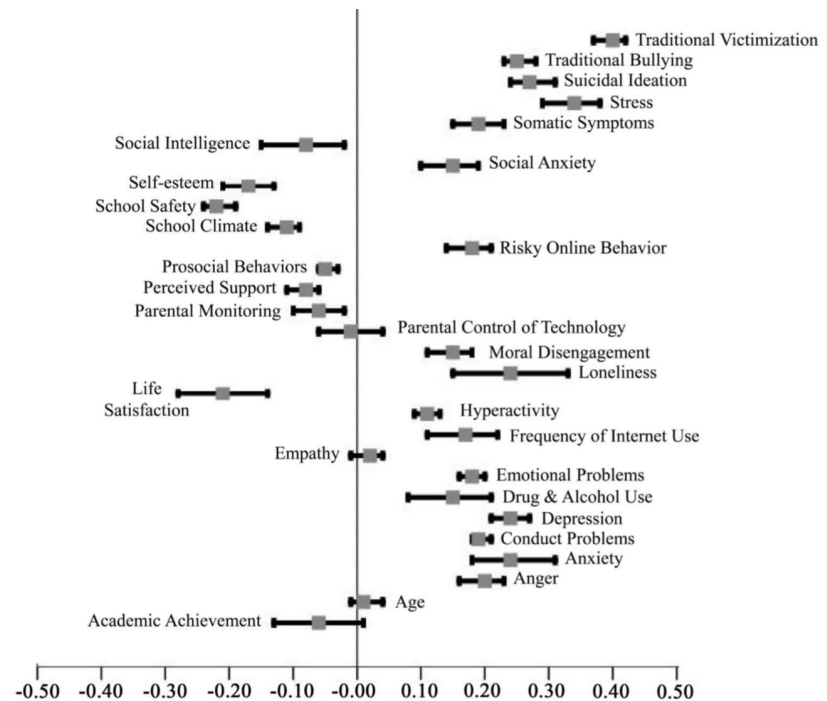 Traditional Victimization
Traditional Bullying
Suicidal Ideation
Stress
Somatic Symptoms
Social Intelligence
Social Anxiety
Self-esteem
School Safety
School Climate
Risky Online Behavior
Prosocial Behaviors
Perceived Support
Parental Monitoring
Parental Control of Technology
Moral Disengagement
Loneliness
Life
Satisfaction
Hyperactivity
Frequency of Internet Use
Empathy
Emotional Problems
Drug & Alcohol Use
Depression
Conduct Problems
Anxiety
Anger
Age
Academic Achievement
-0.50 -0.40 -0.30 -0.20 -0.10 -0.00 0.10 0.20 0.30 0.40 0.50